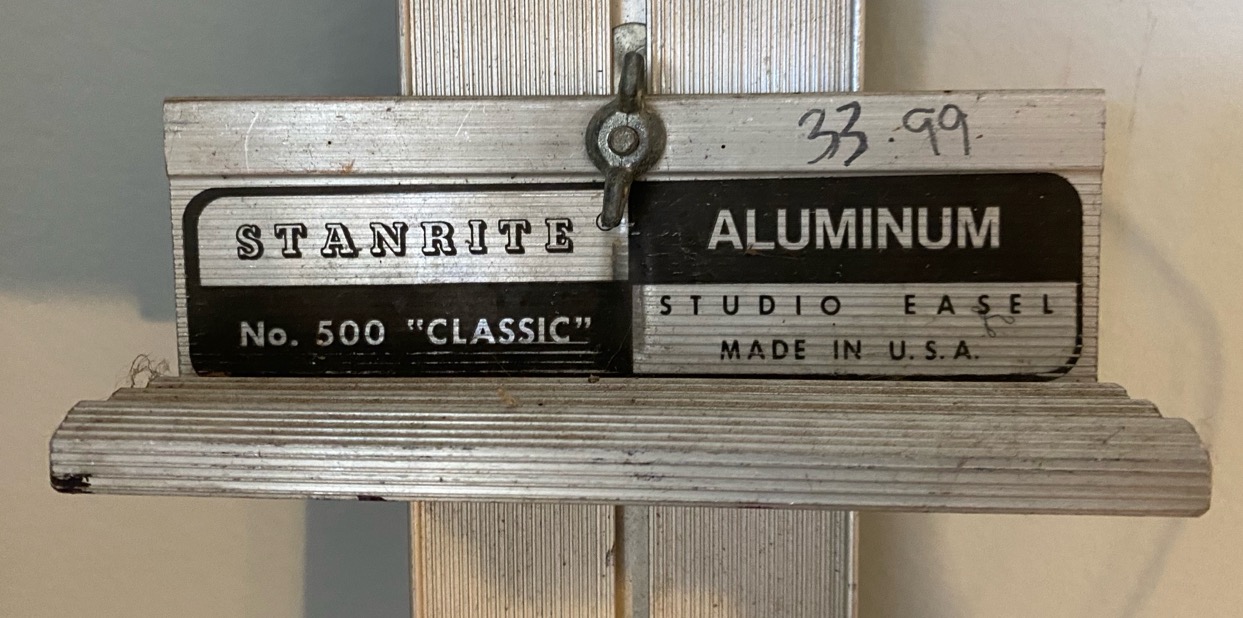 33.99
STANRITE
No. 500 "CLASSIC"
ALUMINUM
STUDIO EASEL
MADE IN U.S.A.